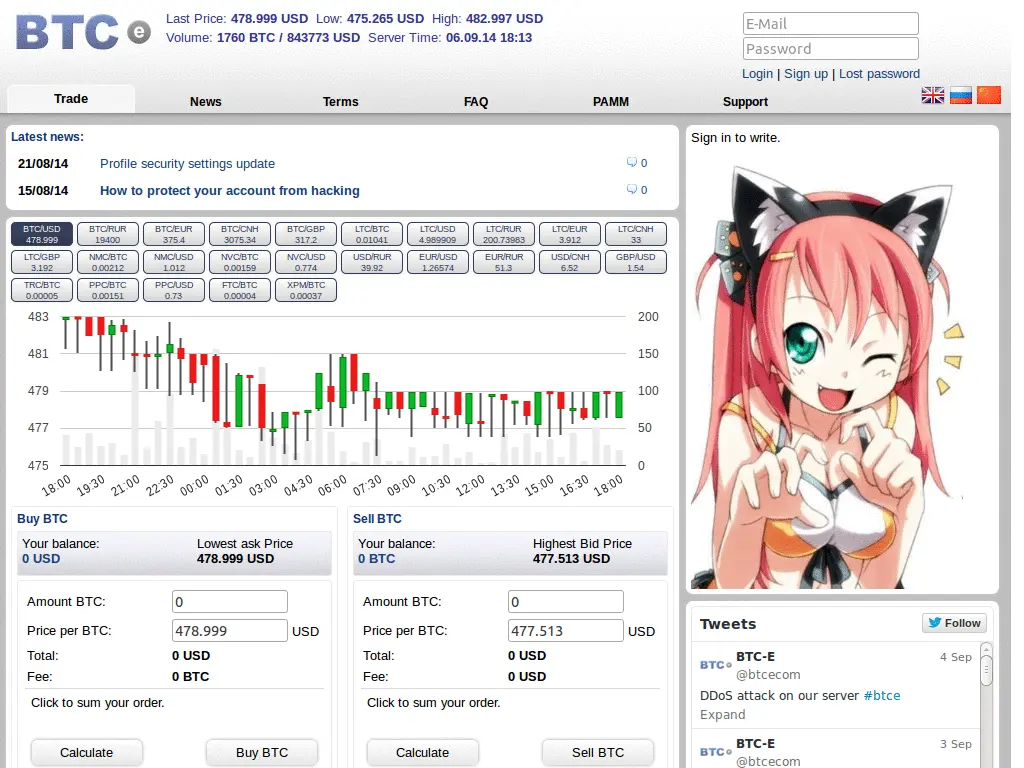 BTC e
Last Price: 478.999 USD Low: 475.265 USD High: 482.997 USD
Volume: 1760 BTC / 843773 USD Server Time: 06.09.14 18:13
E-Mail
Password
Login | Sign up | Lost password
Trade News Terms FAQ PAMM Support
Latest news:
21/08/14 Profile security settings update 0
15/08/14 How to protect your account from hacking 0
BTC/USD BTC/RUR BTC/EUR BTC/CNH BTC/GBP LTC/BTC LTC/USD LTC/RUR LTC/EUR LTC/CNH
478.999 19400 375.4 3075.34 317.2 0.01041 4.989909 200.73983 3.912 33
LTC/GBP NMC/BTC NMC/USD NVC/BTC NVC/USD USD/RUR EUR/USD EUR/RUR USD/CNH GBP/USD
3.192 0.00212 1.012 0.00159 0.774 39.92 1.26574 51.3 6.52 1.54
TRC/BTC PPC/BTC PPC/USD FTC/BTC XPM/BTC
0.00005 0.00151 0.73 0.00004 0.00037
483 200
481 150
479 100
477 50
475 0
18:00 19:30 21:00 22:30 00:00 01:30 03:00 04:30 06:00 07:30 09:00 10:30 12:00 13:30 15:00 16:30 18:00
Buy BTC
Your balance: Lowest ask Price
0 USD 478.999 USD
Amount BTC: 0
Price per BTC: 478.999 USD
Total: 0 USD
Fee: 0 BTC
Click to sum your order.
Calculate Buy BTC
Sell BTC
Your balance: Highest Bid Price
0 BTC 477.513 USD
Amount BTC: 0
Price per BTC: 477.513 USD
Total: 0 USD
Fee: 0 USD
Click to sum your order.
Calculate Sell BTC
Sign in to write.
Tweets Follow
BTC-E 4 Sep
BTC e @btcecom
DDoS attack on our server #btce
Expand
BTC-E 3 Sep
BTC e @btcecom